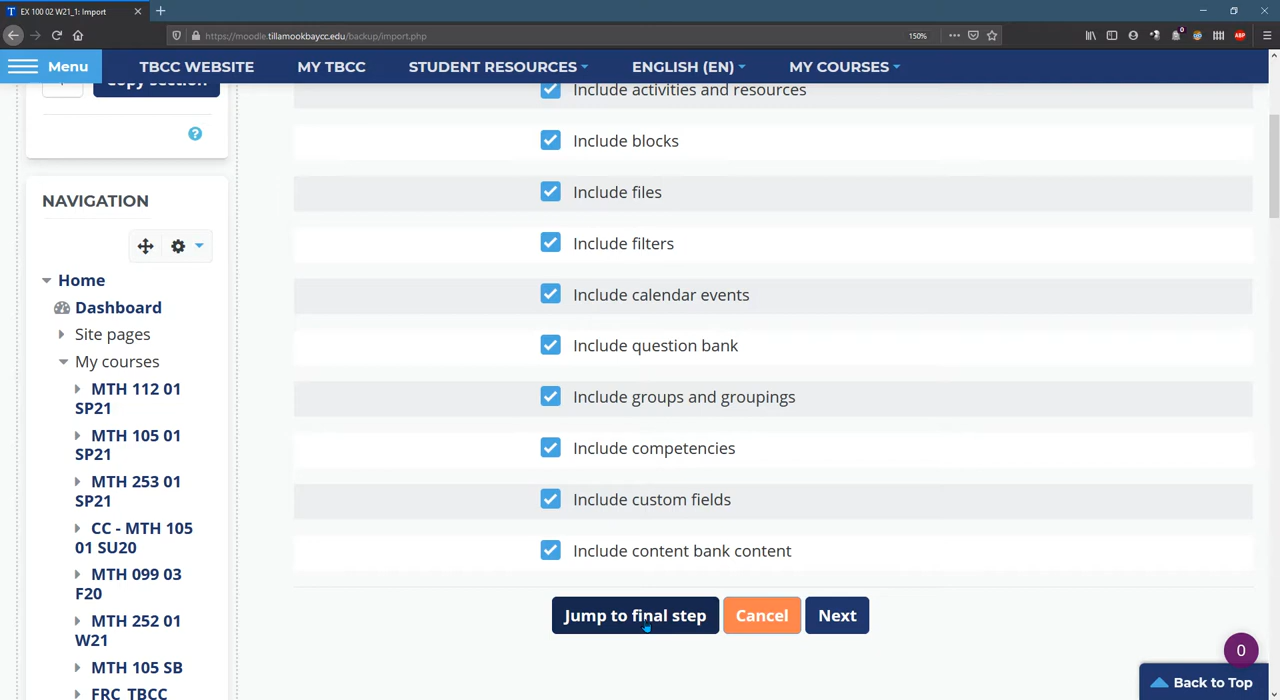 EX 100 02 W21_1: Import
https://moodle.tillamookbaycc.edu/backup/import.php
150%
0
ABP
Menu
TBCC WEBSITE
MY TBCC
STUDENT RESOURCES
ENGLISH (EN)
MY COURSES
Copy section
NAVIGATION
Home
Dashboard
Site pages
My courses
MTH 112 01
SP21
MTH 105 01
SP21
MTH 253 01
SP21
CC - MTH 105
01 SU20
MTH 099 03
F20
MTH 252 01
W21
MTH 105 SB
FRC TBCC
Include activities and resources
Include blocks
Include files
Include filters
Include calendar events
Include question bank
Include groups and groupings
Include competencies
Include custom fields
Include content bank content
Jump to final step
Cancel
Next
0
Back to Top